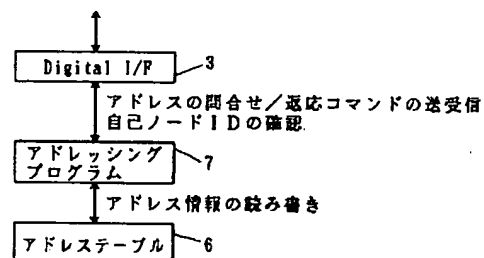 Digital I/F
3
アドレスの問合せ／返応コマンドの送受信
自己ノードIDの確認
アドレッシング
プログラム
7
アドレス情報の読み書き
アドレステーブル
6